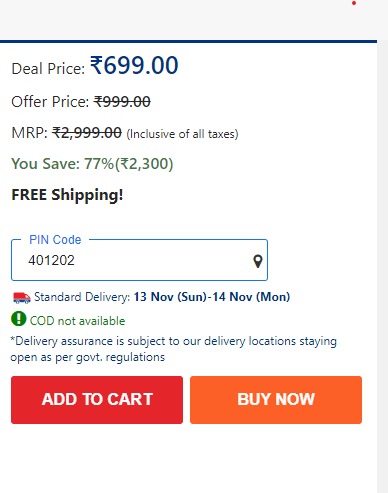 Deal Price: ₹699.00
Offer Price: ₹999.00
MRP: ₹2,999.00 (Inclusive of all taxes)
You Save: 77%(₹2,300)
FREE Shipping!
PIN Code
401202
Standard Delivery: 13 Nov (Sun)-14 Nov (Mon)
COD not available
*Delivery assurance is subject to our delivery locations staying
open as per govt. regulations
ADD TO CART BUY NOW